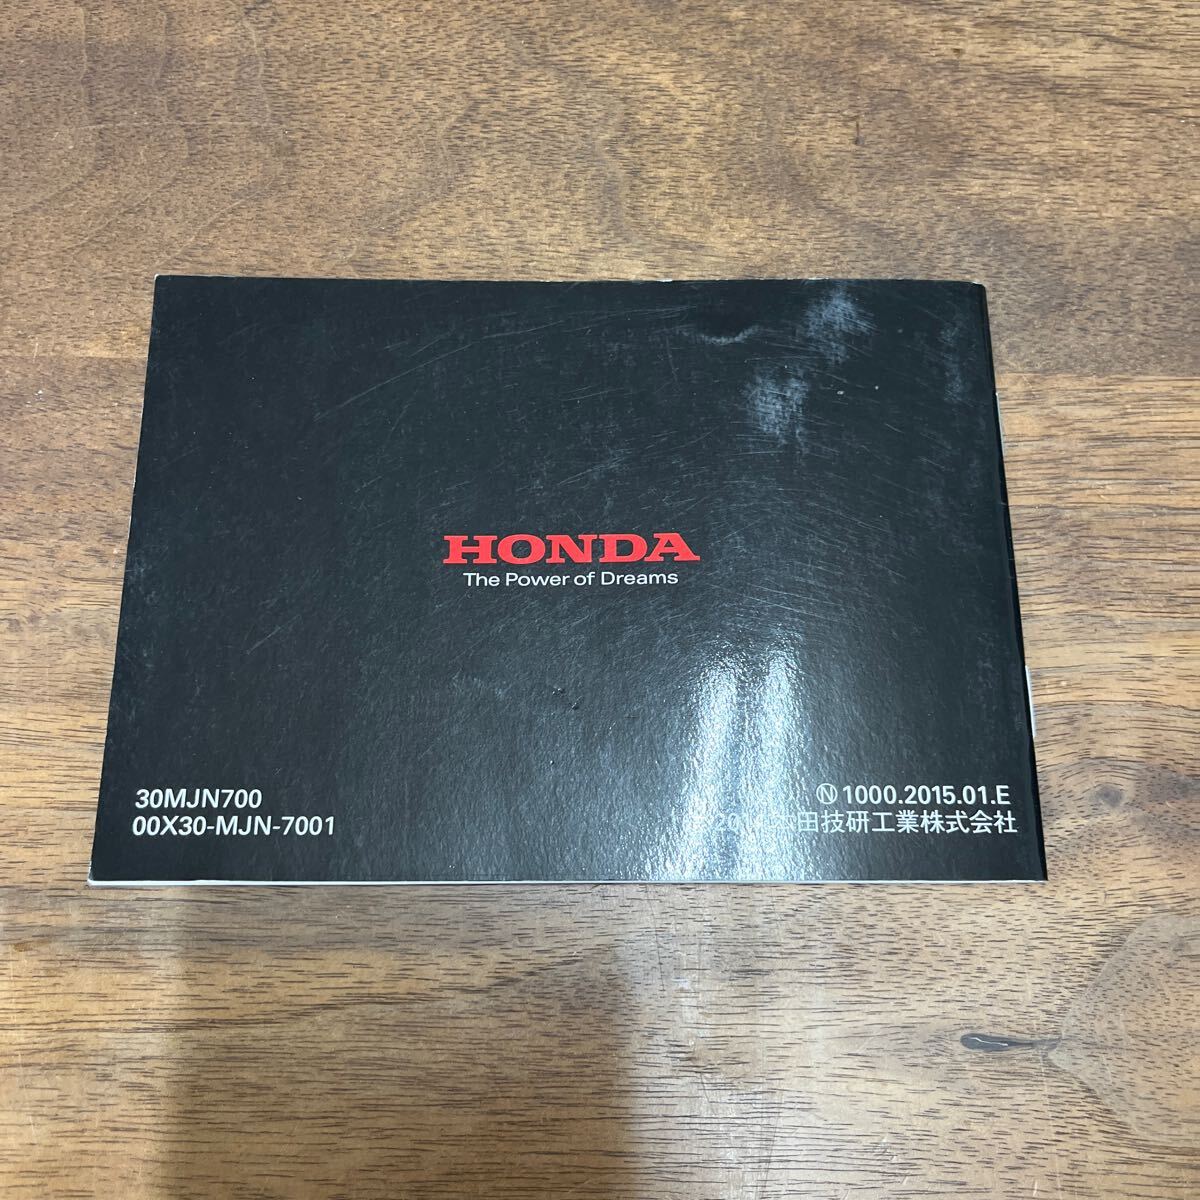 HONDA
The Power of Dreams
30MJN700
00X30-MJN-7001
Ⓝ 1000.2015.01.E
田技研工業株式会社